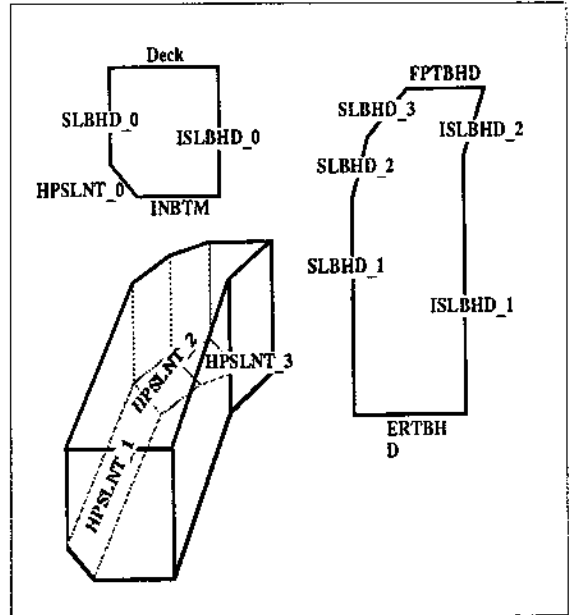 Deck
SLBHD_0
ISLBHD_0
HPSLNT_0
INBTM
FPTBHD
SLBHD_3
ISLBHD_2
SLBHD_2
SLBHD_1
ISLBHD_1
ERTBH
D
HPSLNT_2
HPSLNT_3
HPSLNT_1